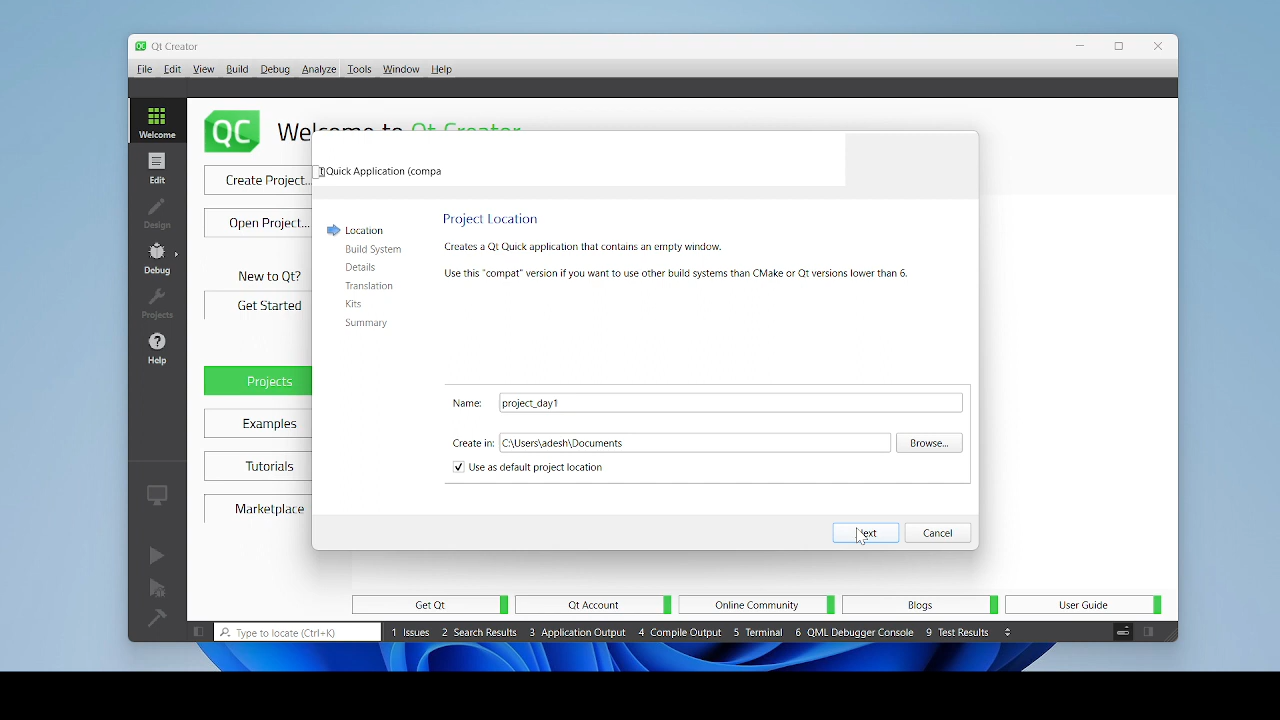 QC Qt Creator
File Edit View Build Debug Analyze Tools Window Help
Welcome
Edit
Design
Debug
Projects
Help
QC
Create Project...
Open Project...
New to Qt?
Get Started
Projects
Examples
Tutorials
Marketplace
Quick Application (compa
Location
Build System
Details
Translation
Kits
Summary
Project Location
Creates a Qt Quick application that contains an empty window.
Use this "compat" version if you want to use other build systems than CMake or Qt versions lower than 6.
Name: project_day1
Create in: C:\Users\adesh\Documents Browse...
Use as default project location
Cancel
Get Qt Qt Account Online Community Blogs User Guide
Type to locate (Ctrl+K) 1 Issues 2 Search Results 3 Application Output 4 Compile Output 5 Terminal 6 QML Debugger Console 9 Test Results